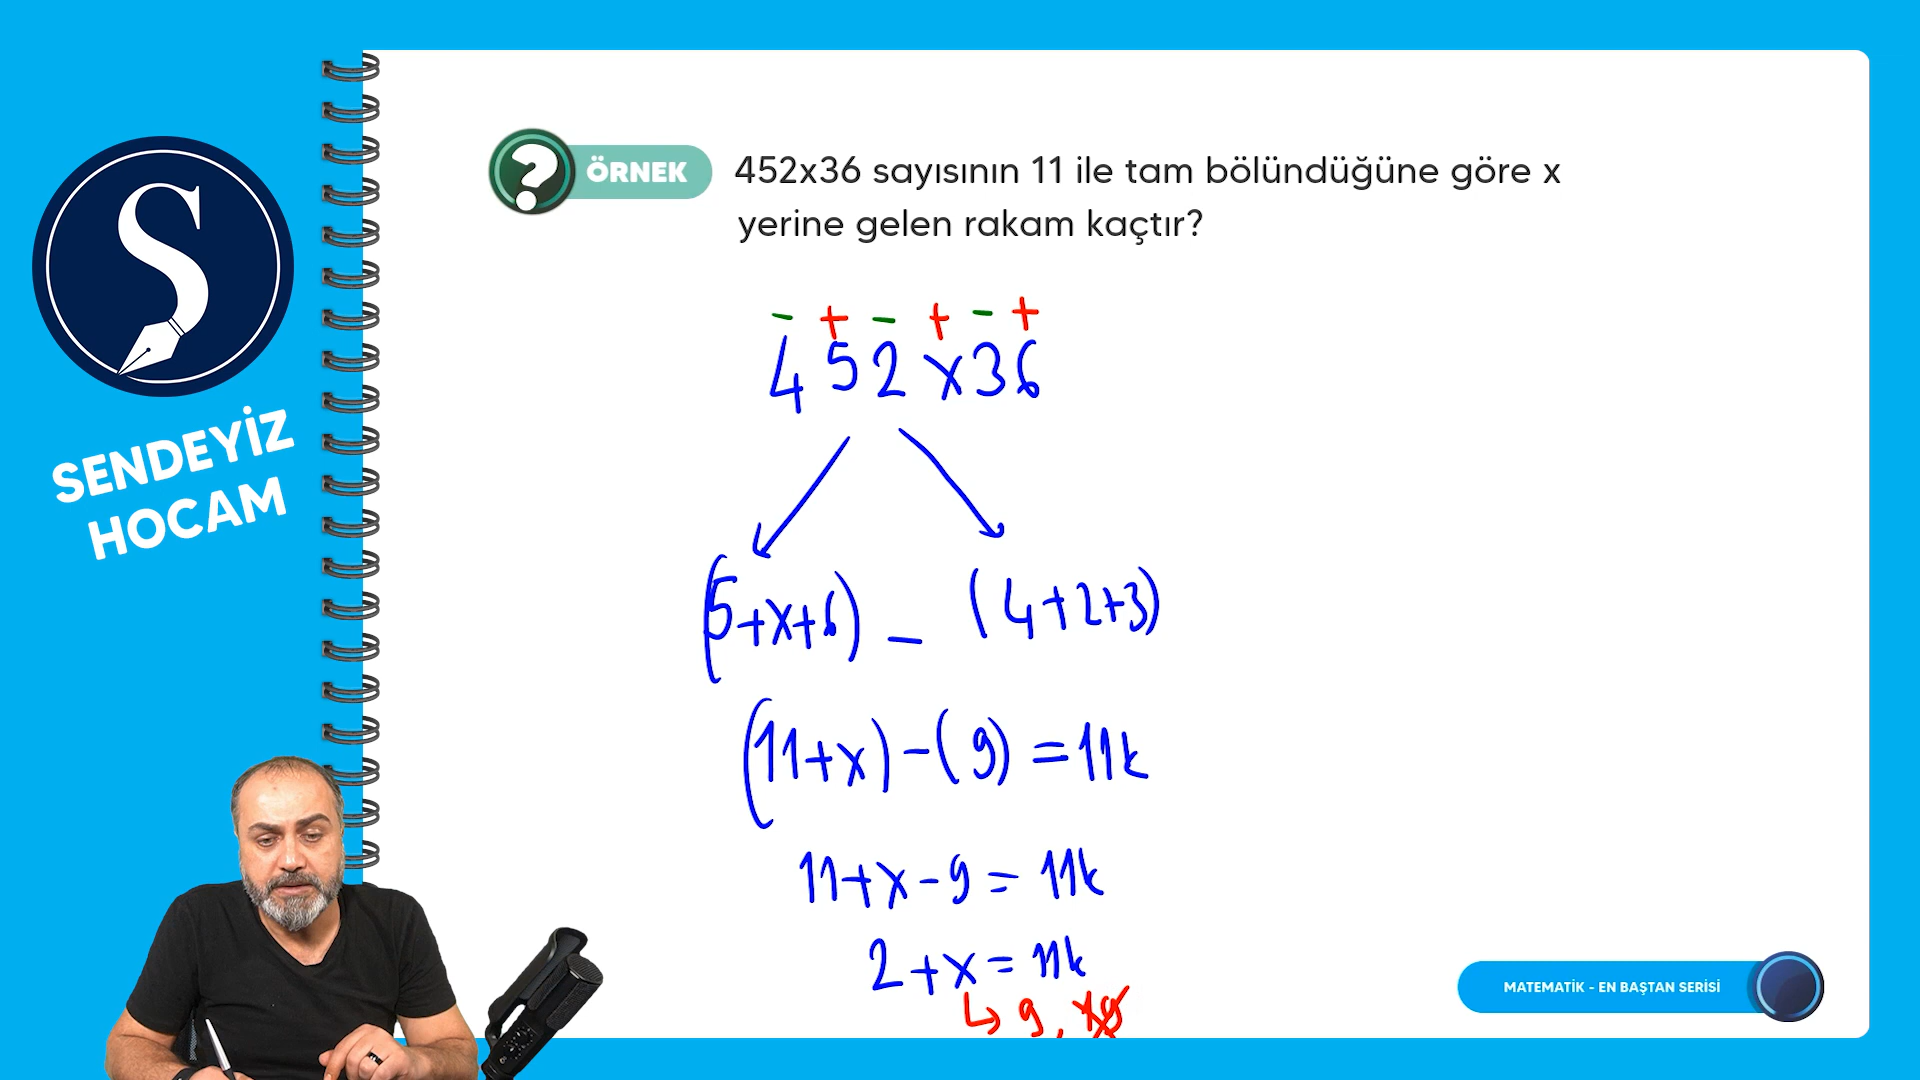 SENDEYİZ
HOCAM
ÖRNEK
452x36 sayısının 11 ile tam bölündüğüne göre x
yerine gelen rakam kaçtır?
- + - + - +
4 5 2 x 3 6
(5+x+6) - (4+2+3)
(11+x) - (9) = 11k
11+x-9 = 11k
2+x = 11k
↳ 9,
MATEMATİK - EN BAŞTAN SERİSİ